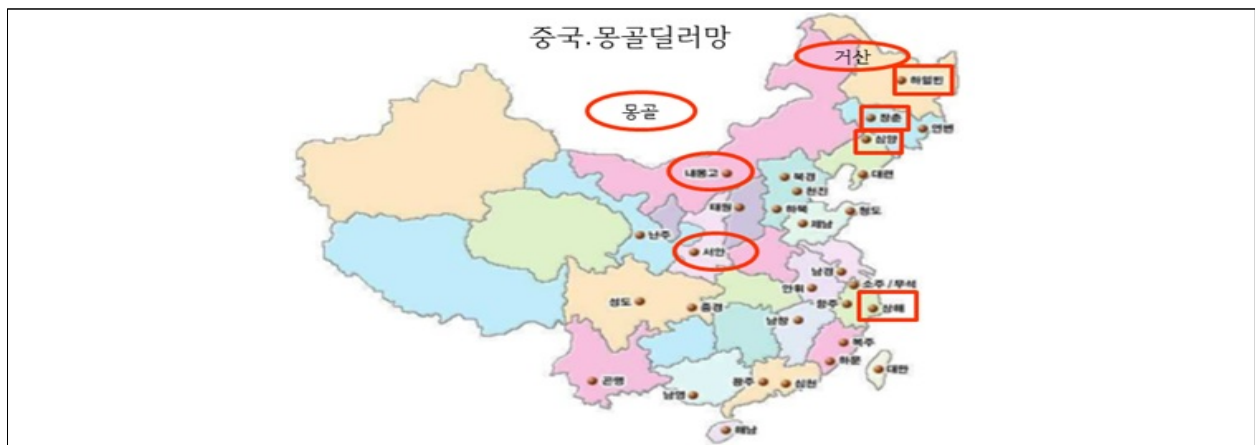 중국.몽골딜러망
거산
하얼빈
몽골
장춘
연변
심양
내몽고
북경
대련
천진
태원
하북
청도
제남
난주
서안
남경
소주 / 무석
안휘
항주
상해
성도
중경
남창
복주
하문
대만
곤명
광주
심천
남영
해남